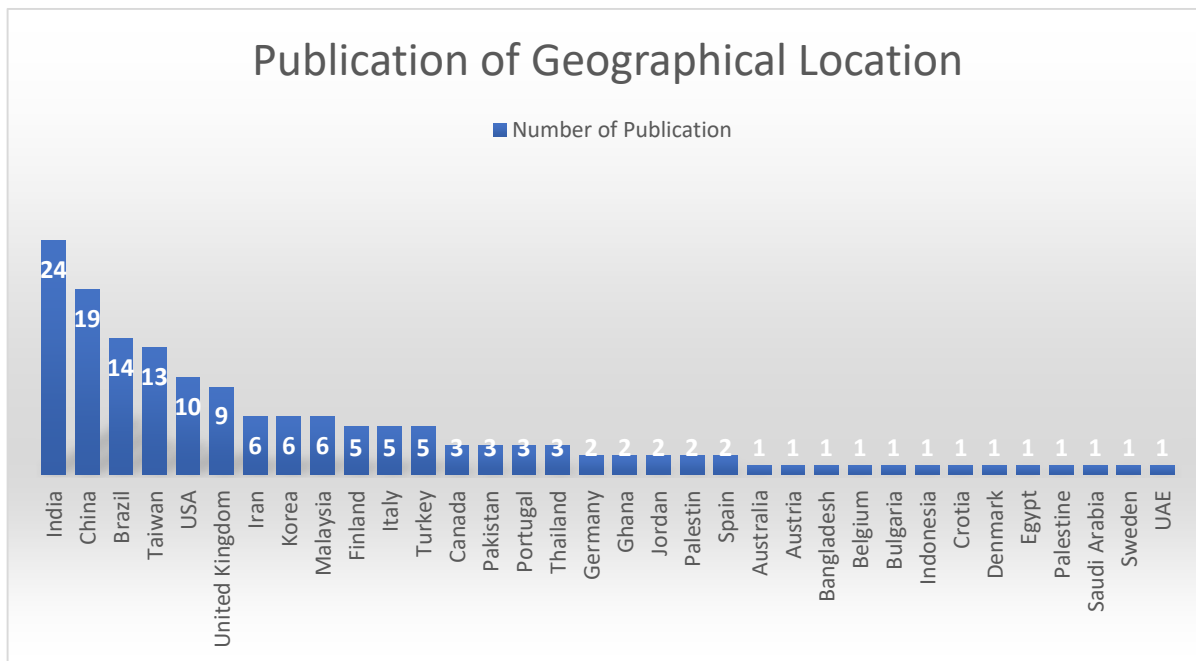 Publication of Geographical Location
Number of Publication
24
19
14
13
10
9
6
6
6
5
5
5
3
3
3
3
2
2
2
2
2
1
1
1
1
1
1
1
1
1
1
1
1
1
India
China
Brazil
Taiwan
USA
United Kingdom
Iran
Korea
Malaysia
Finland
Italy
Turkey
Canada
Pakistan
Portugal
Thailand
Germany
Ghana
Jordan
Palestin
Spain
Australia
Austria
Bangladesh
Belgium
Bulgaria
Indonesia
Crotia
Denmark
Egypt
Palestine
Saudi Arabia
Sweden
UAE